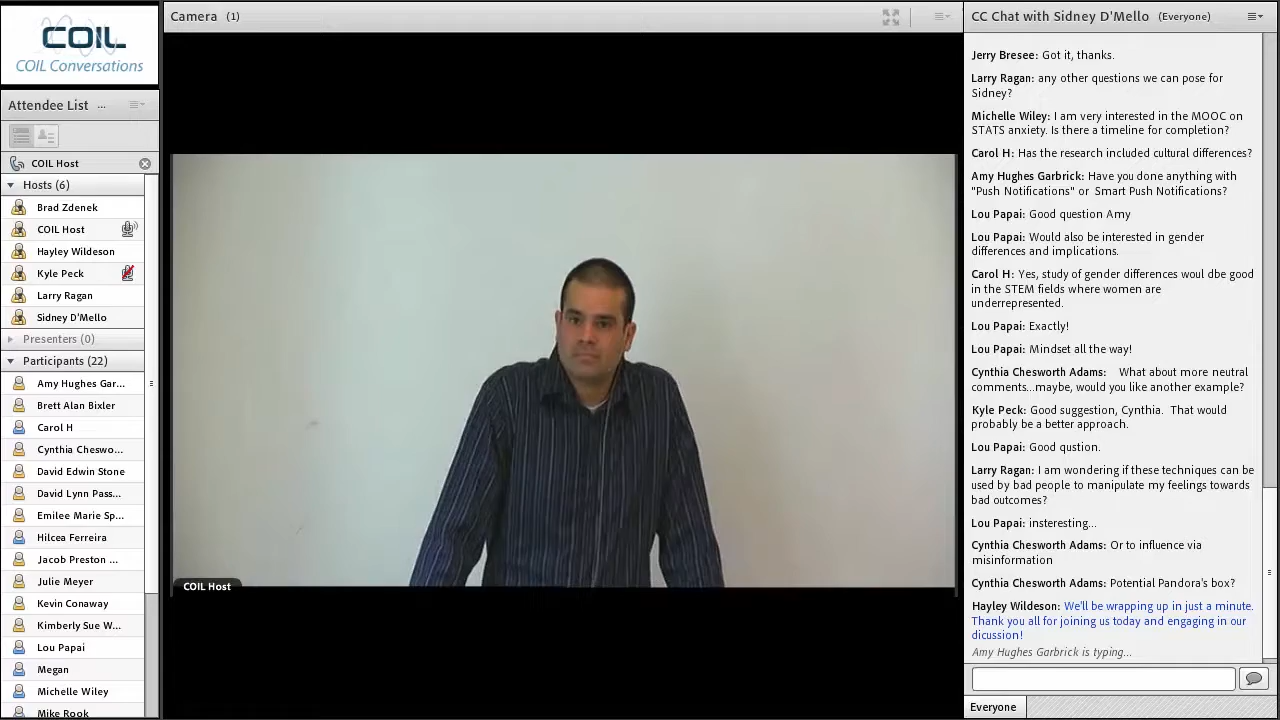 COIL
COIL Conversations
Attendee List ...
COIL Host
Hosts (6)
Brad Zdenek
COIL Host
Hayley Wildeson
Kyle Peck
Larry Ragan
Sidney D'Mello
Presenters (0)
Participants (22)
Amy Hughes Gar...
Brett Alan Bixler
Carol H
Cynthia Cheswo...
David Edwin Stone
David Lynn Pass...
Emilee Marie Sp...
Hilcea Ferreira
Jacob Preston ...
Julie Meyer
Kevin Conaway
Kimberly Sue W...
Lou Papai
Megan
Michelle Wiley
Mike Rook
Camera (1)
COIL Host
CC Chat with Sidney D'Mello (Everyone)
Jerry Bresee: Got it, thanks.
Larry Ragan: any other questions we can pose for
Sidney?
Michelle Wiley: I am very interested in the MOOC on
STATS anxiety. Is there a timeline for completion?
Carol H: Has the research included cultural differences?
Amy Hughes Garbrick: Have you done anything with
"Push Notifications" or Smart Push Notifications?
Lou Papai: Good question Amy
Lou Papai: Would also be interested in gender
differences and implications.
Carol H: Yes, study of gender differences woul dbe good
in the STEM fields where women are
underrepresented.
Lou Papai: Exactly!
Lou Papai: Mindset all the way!
Cynthia Chesworth Adams: What about more neutral
comments...maybe, would you like another example?
Kyle Peck: Good suggestion, Cynthia. That would
probably be a better approach.
Lou Papai: Good qustion.
Larry Ragan: I am wondering if these techniques can be
used by bad people to manipulate my feelings towards
bad outcomes?
Lou Papai: insteresting...
Cynthia Chesworth Adams: Or to influence via
misinformation
Cynthia Chesworth Adams: Potential Pandora's box?
Hayley Wildeson: We'll be wrapping up in just a minute.
Thank you all for joining us today and engaging in our
dicussion!
Amy Hughes Garbrick is typing...
Everyone